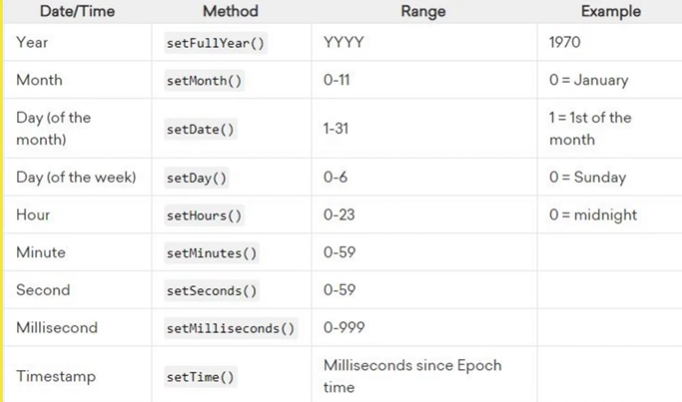 Date/Time Method Range Example
Year setFullYear() YYYY 1970
Month setMonth() 0-11 0 = January
Day (of the month) setDate() 1-31 1 = 1st of the month
Day (of the week) setDay() 0-6 0 = Sunday
Hour setHours() 0-23 0 = midnight
Minute setMinutes() 0-59
Second setSeconds() 0-59
Millisecond setMilliseconds() 0-999
Timestamp setTime() Milliseconds since Epoch time